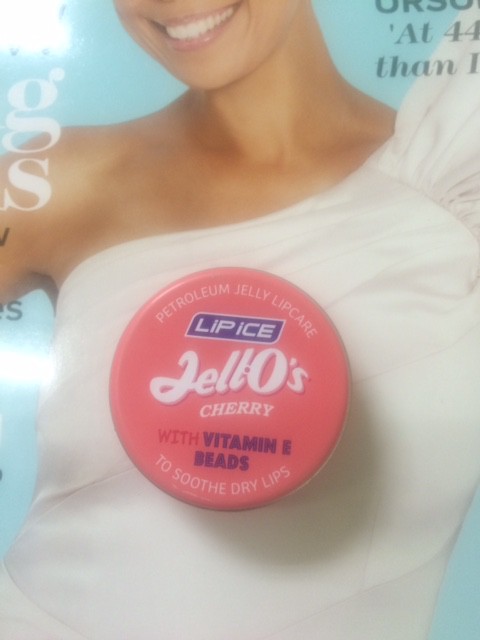 'At 44
than I
PETROLEUM JELLY LIPCARE
LiPiCE
Jell-O's
CHERRY
WITH VITAMIN E
BEADS
TO SOOTHE DRY LIPS